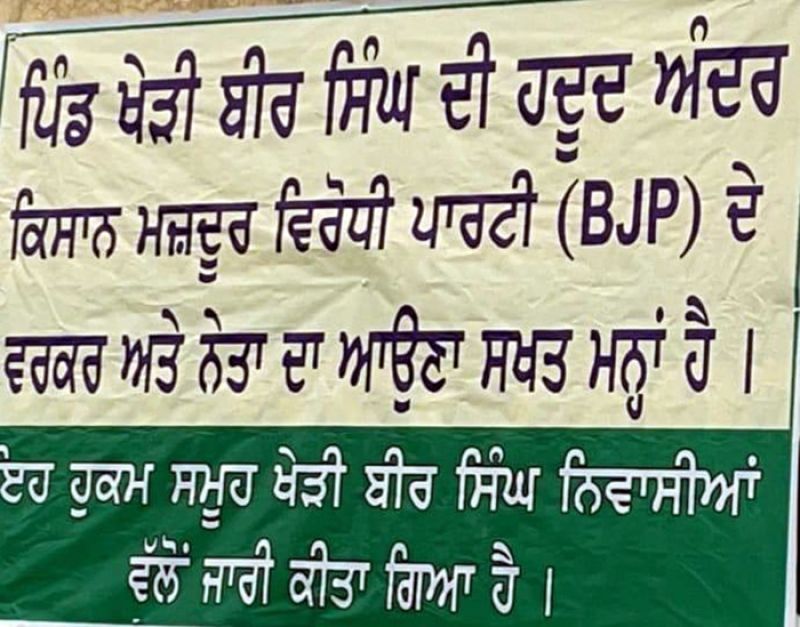 ਪਿੰਡ ਖੇੜੀ ਬੀਰ ਸਿੰਘ ਦੀ ਹਦੂਦ ਅੰਦਰ
ਕਿਸਾਨ ਮਜ਼ਦੂਰ ਵਿਰੋਧੀ ਪਾਰਟੀ (BJP) ਦੇ
ਵਰਕਰ ਅਤੇ ਨੇਤਾ ਦਾ ਆਉਣਾ ਸਖਤ ਮਨ੍ਹਾਂ ਹੈ ।
ਇਹ ਹੁਕਮ ਸਮੂਹ ਖੇੜੀ ਬੀਰ ਸਿੰਘ ਨਿਵਾਸੀਆਂ
ਵੱਲੋਂ ਜਾਰੀ ਕੀਤਾ ਗਿਆ ਹੈ ।